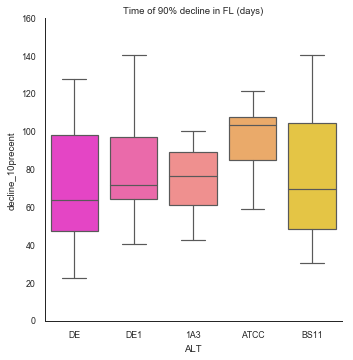 Time of 90% decline in FL (days)
160
140
120
100
80
60
40
20
0
decline_10precent
DE DE1 1A3 ATCC BS11
ALT